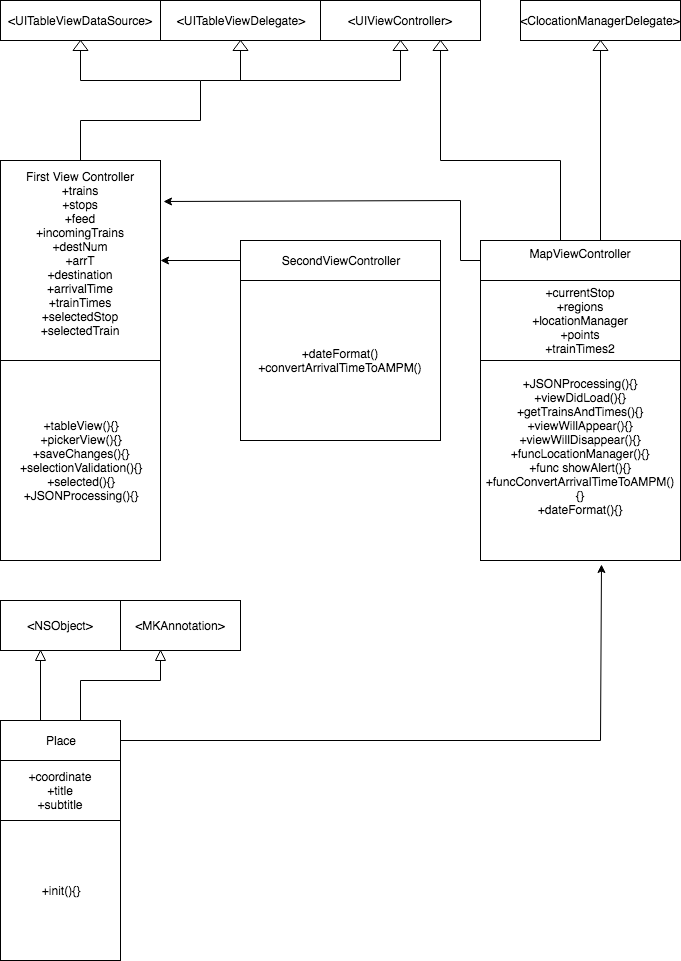 <UITableViewDataSource>
<UITableViewDelegate>
<UIViewController>
<ClocationManagerDelegate>
First View Controller
+trains
+stops
+feed
+incomingTrains
+destNum
+arrT
+destination
+arrivalTime
+trainTimes
+selectedStop
+selectedTrain
+tableView(){}
+pickerView(){}
+saveChanges(){}
+selectionValidation(){}
+selected(){}
+JSONProcessing(){}
SecondViewController
+dateFormat()
+convertArrivalTimeToAMPM()
MapViewController
+currentStop
+regions
+locationManager
+points
+trainTimes2
+JSONProcessing(){}
+viewDidLoad(){}
+getTrainsAndTimes(){}
+viewWillAppear(){}
+viewWillDisappear(){}
+funcLocationManager(){}
+func showAlert(){}
+funcConvertArrivalTimeToAMPM()
{}
+dateFormat(){}
<NSObject>
<MKAnnotation>
Place
+coordinate
+title
+subtitle
+init(){}